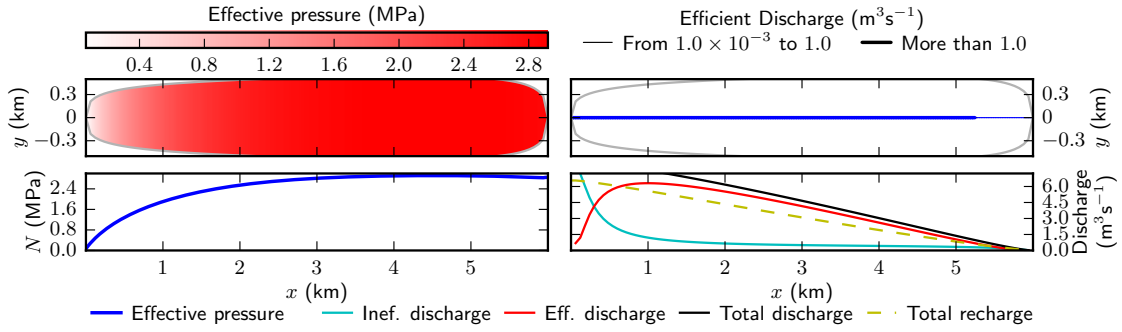 Effective pressure (MPa)
0.4 0.8 1.2 1.6 2.0 2.4 2.8
Efficient Discharge (m³s⁻¹)
From 1.0 × 10⁻³ to 1.0 More than 1.0
y (km)
0.3
0
−0.3
0.3
0
−0.3
y (km)
N (MPa)
2.4
1.6
0.8
0.0
1 2 3 4 5
x (km)
6.0
4.5
3.0
1.5
0.0
Discharge
(m³s⁻¹)
1 2 3 4 5
x (km)
Effective pressure Inef. discharge Eff. discharge Total discharge Total recharge